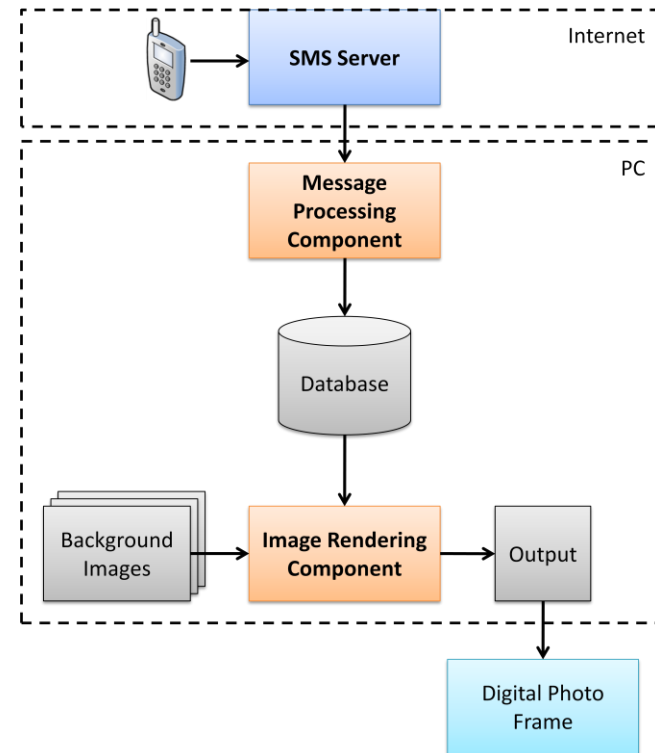 Internet
SMS Server
PC
Message
Processing
Component
Database
Background
Images
Image Rendering
Component
Output
Digital Photo
Frame